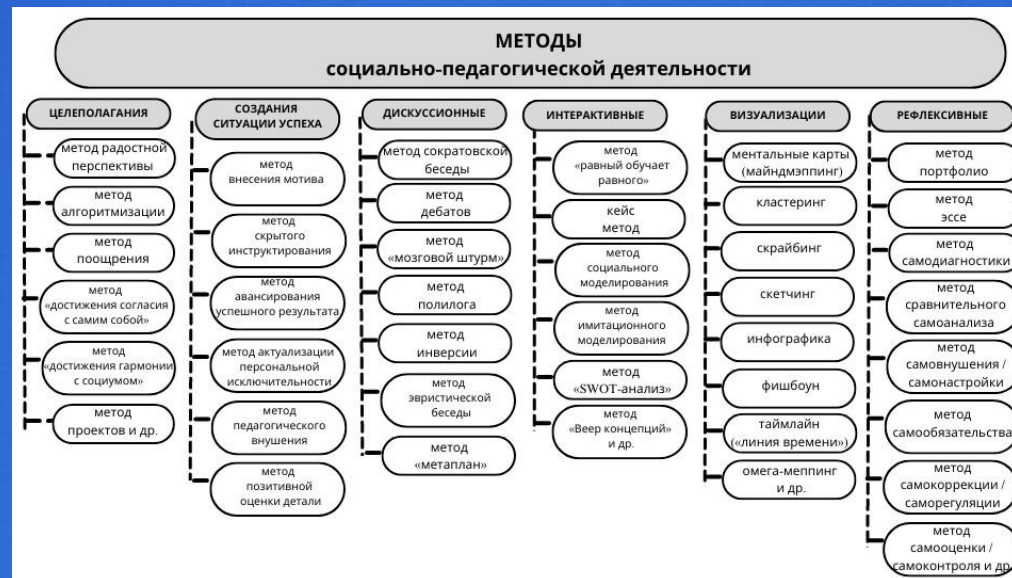 МЕТОДЫ
социально-педагогической деятельности
ЦЕЛЕПОЛАГАНИЯ
метод радостной
перспективы
метод
алгоритмизации
метод
поощрения
метод
«достижения согласия
с самим собой»
метод
«достижения гармонии
с социумом»
метод
проектов и др.
СОЗДАНИЯ
СИТУАЦИИ УСПЕХА
метод
внесения мотива
метод
скрытого
инструктирования
метод
авансирования
успешного результата
метод актуализации
персональной
исключительности
метод
педагогического
внушения
метод
позитивной
оценки детали
ДИСКУССИОННЫЕ
метод сократовской
беседы
метод
дебатов
метод
«мозговой штурм»
метод
полилога
метод
инверсии
метод
эвристической
беседы
метод
«метаплан»
ИНТЕРАКТИВНЫЕ
метод
«равный обучает
равного»
кейс
метод
метод
социального
моделирования
метод
имитационного
моделирования
метод
«SWOT-анализ»
метод
«Веер концепций»
и др.
ВИЗУАЛИЗАЦИИ
ментальные карты
(майндмэппинг)
кластеринг
скрайбинг
скетчинг
инфографика
фишбоун
таймлайн
(«линия времени»)
омега-меппинг
и др.
РЕФЛЕКСИВНЫЕ
метод
портфолио
метод
эссе
метод
самодиагностики
метод
сравнительного
самоанализа
метод
самовнушения /
самонастройки
метод
самообязательства
метод
самокоррекции /
саморегуляции
метод
самооценки /
самоконтроля и др